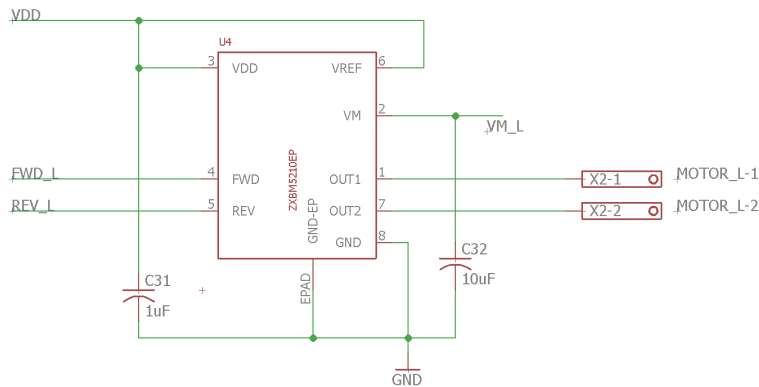 VDD
U4
3
VDD
VREF
6
VM
2
VM_L
FWD_L
4
FWD
ZXBM5210EP
OUT1
1
X2-1
MOTOR_L-1
REV_L
5
REV
GND-EP
OUT2
7
X2-2
MOTOR_L-2
GND
8
C32
10uF
C31
1uF
EPAD
GND